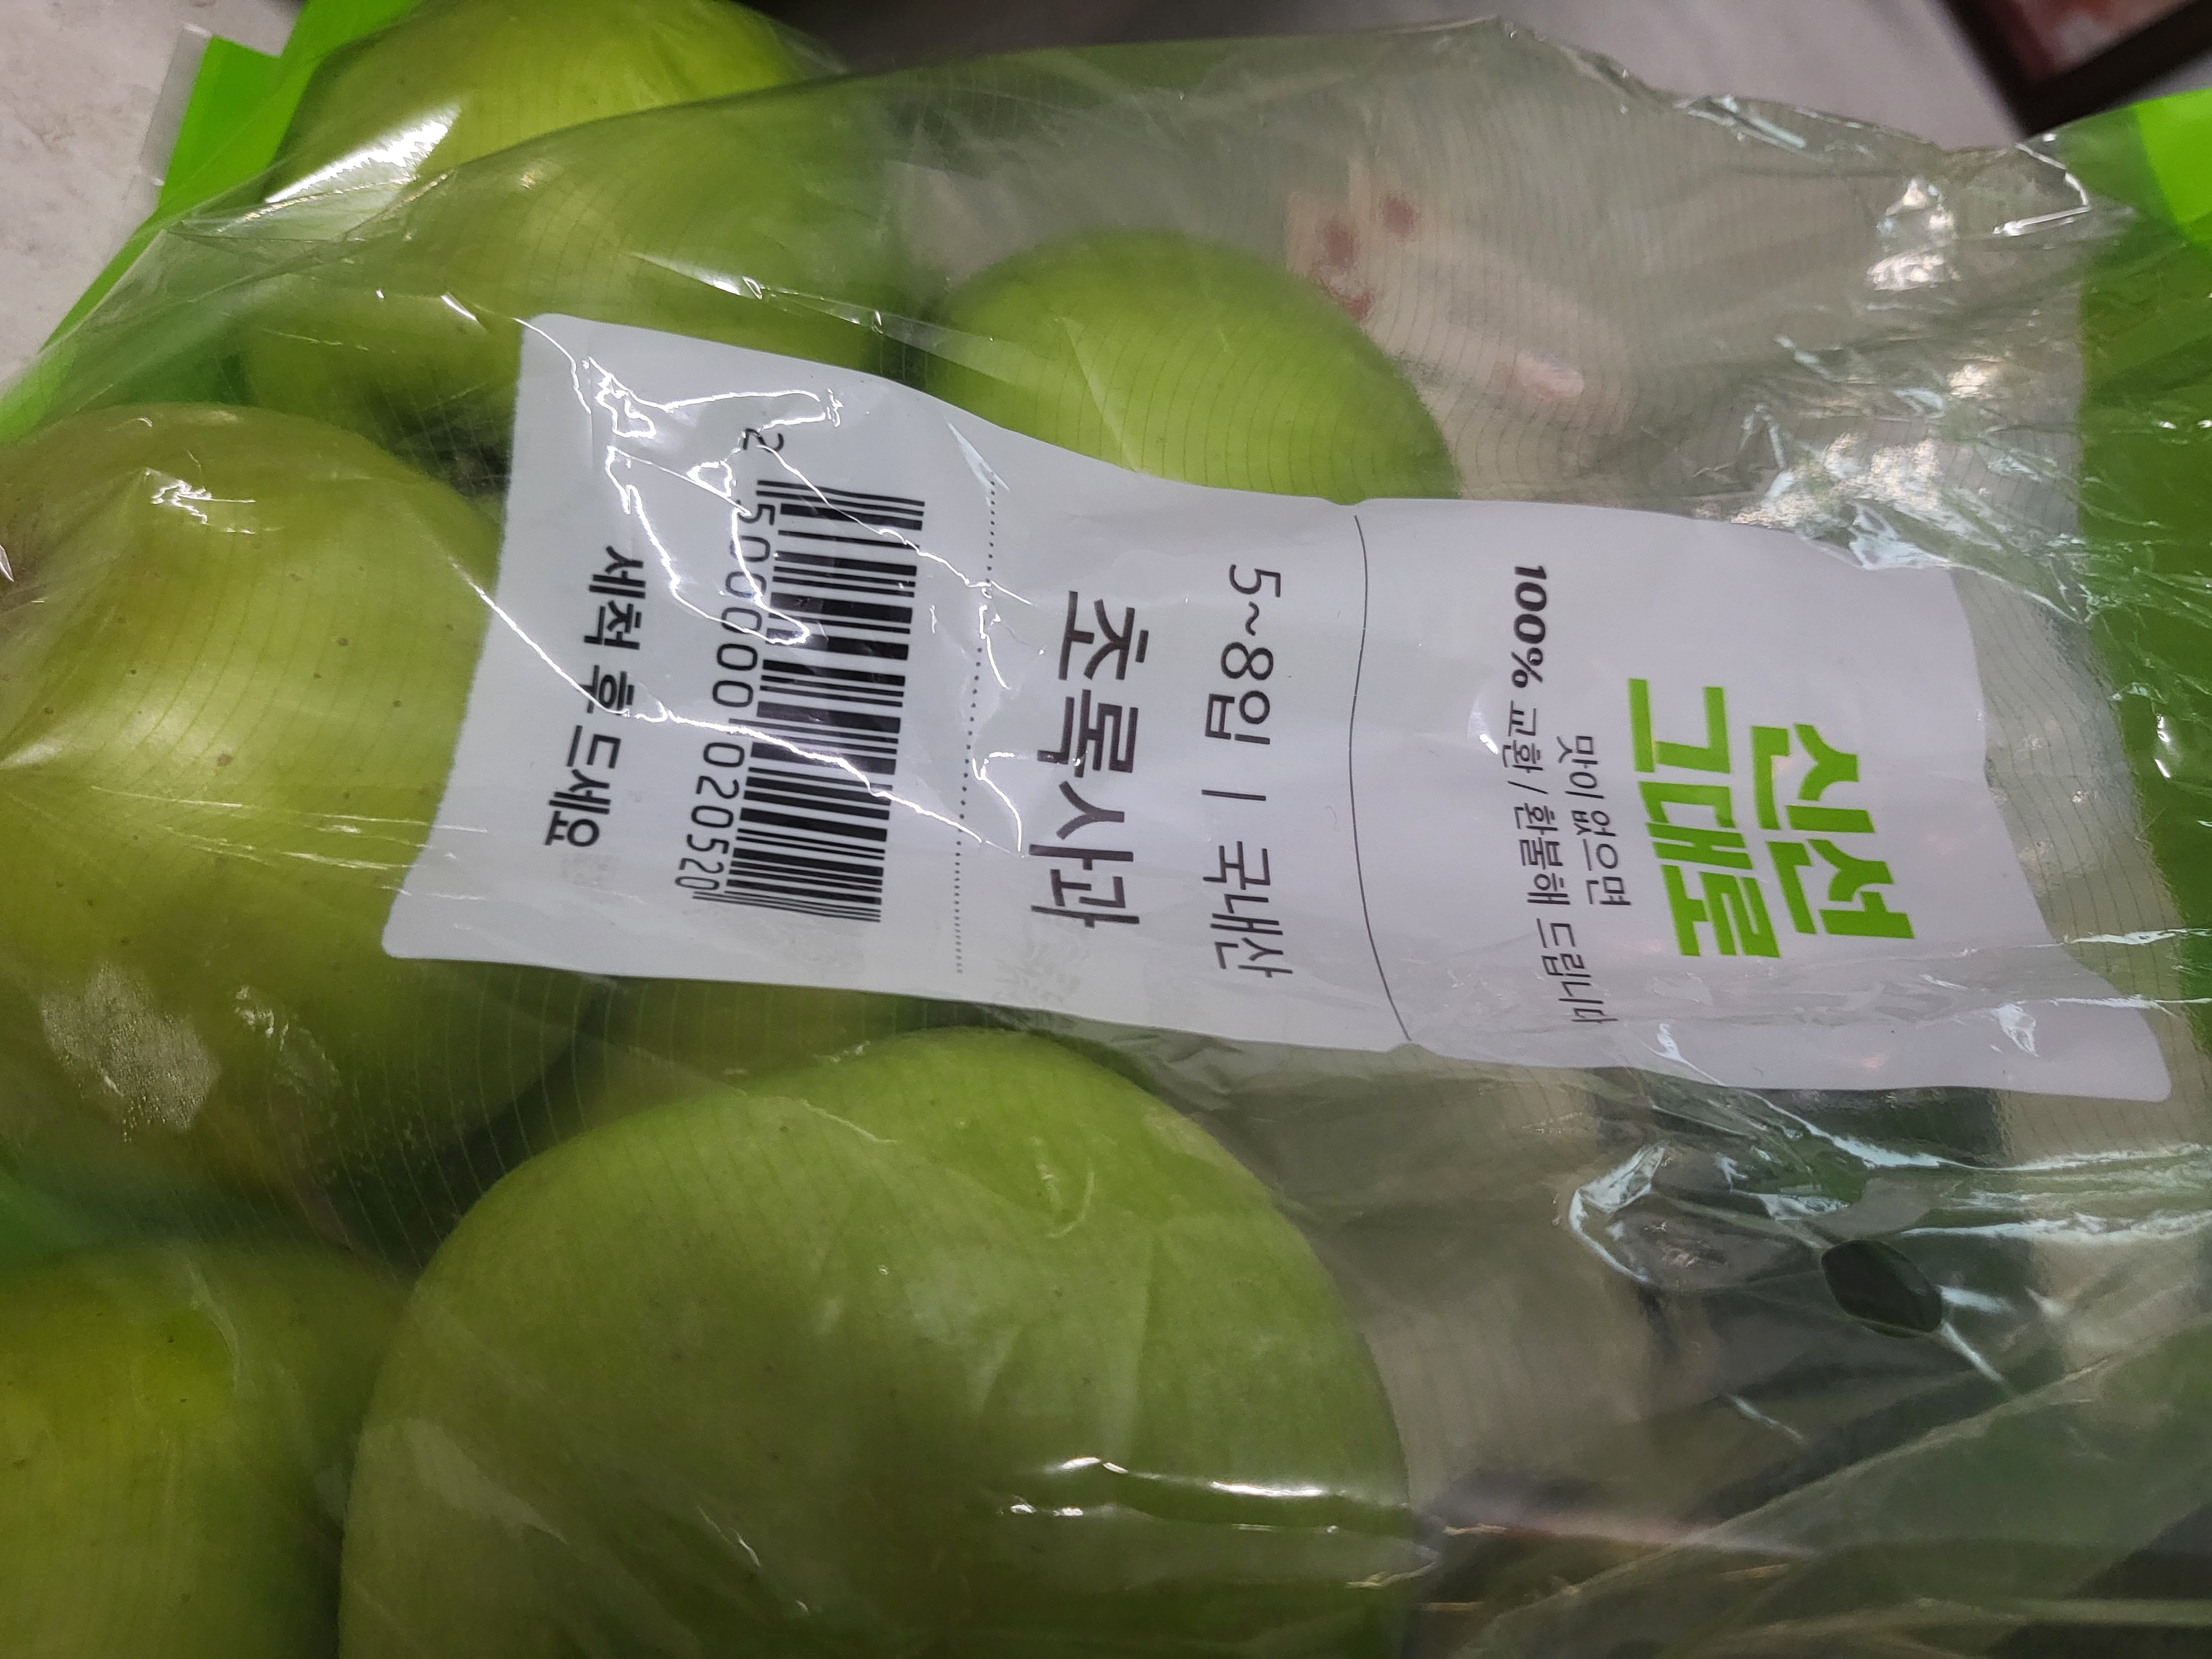 신선
그대로
맛이 없으면
100% 교환 / 환불해 드립니다
5~8입 | 국내산
초록사과
2 500000 020520
세척 후 드세요